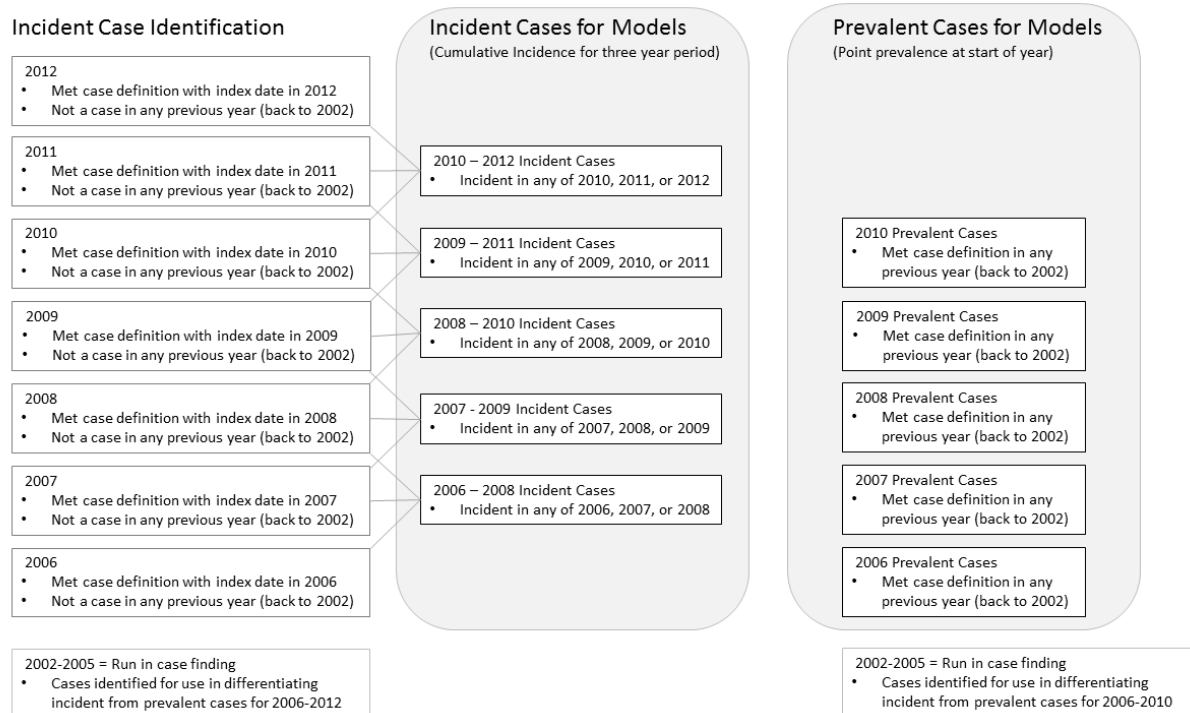 Incident Case Identification
2012
• Met case definition with index date in 2012
• Not a case in any previous year (back to 2002)
2011
• Met case definition with index date in 2011
• Not a case in any previous year (back to 2002)
2010
• Met case definition with index date in 2010
• Not a case in any previous year (back to 2002)
2009
• Met case definition with index date in 2009
• Not a case in any previous year (back to 2002)
2008
• Met case definition with index date in 2008
• Not a case in any previous year (back to 2002)
2007
• Met case definition with index date in 2007
• Not a case in any previous year (back to 2002)
2006
• Met case definition with index date in 2006
• Not a case in any previous year (back to 2002)
2002-2005 = Run in case finding
• Cases identified for use in differentiating
incident from prevalent cases for 2006-2012
Incident Cases for Models
(Cumulative Incidence for three year period)
2010 – 2012 Incident Cases
• Incident in any of 2010, 2011, or 2012
2009 – 2011 Incident Cases
• Incident in any of 2009, 2010, or 2011
2008 – 2010 Incident Cases
• Incident in any of 2008, 2009, or 2010
2007 - 2009 Incident Cases
• Incident in any of 2007, 2008, or 2009
2006 – 2008 Incident Cases
• Incident in any of 2006, 2007, or 2008
Prevalent Cases for Models
(Point prevalence at start of year)
2010 Prevalent Cases
• Met case definition in any
previous year (back to 2002)
2009 Prevalent Cases
• Met case definition in any
previous year (back to 2002)
2008 Prevalent Cases
• Met case definition in any
previous year (back to 2002)
2007 Prevalent Cases
• Met case definition in any
previous year (back to 2002)
2006 Prevalent Cases
• Met case definition in any
previous year (back to 2002)
2002-2005 = Run in case finding
• Cases identified for use in differentiating
incident from prevalent cases for 2006-2010